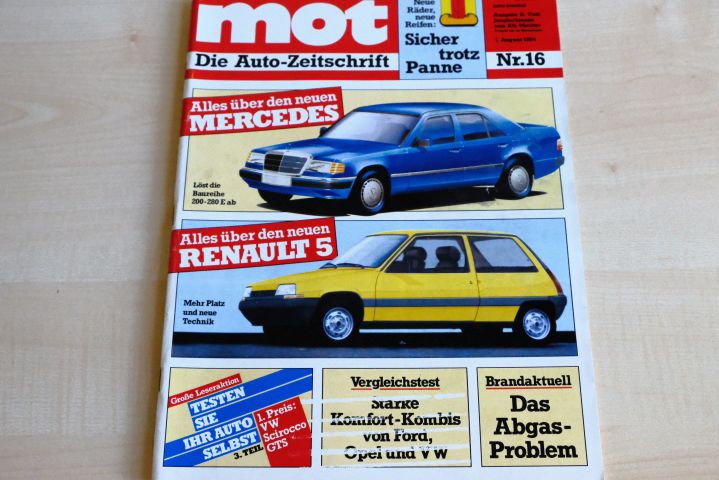 mot
Die Auto-Zeitschrift
Neue
Räder,
neue
Reifen:
Sicher
trotz
Panne
1. August 1984
Nr.16
Alles über den neuen
MERCEDES
Löst die
Baureihe
200-280 E ab
Alles über den neuen
RENAULT 5
Mehr Platz
und neue
Technik
Große Leseraktion
TESTEN
SIE
IHR AUTO
SELBST
3. TEIL
1. Preis:
VW
Scirocco
GTS
Vergleichstest
Starke
Komfort-Kombis
von Ford,
Opel und VW
Brandaktuell
Das
Abgas-
Problem